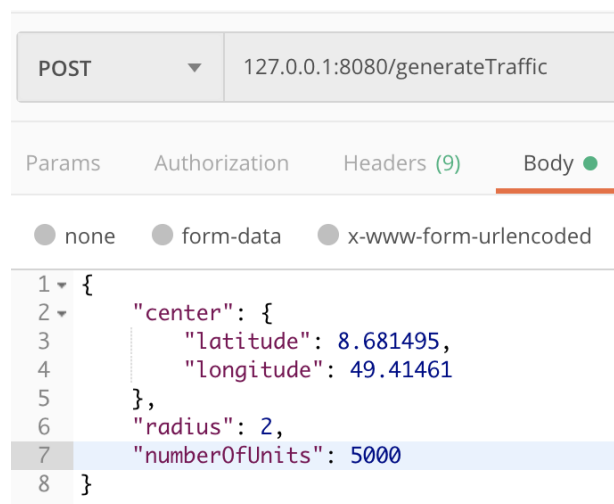 POST 127.0.0.1:8080/generateTraffic
Params Authorization Headers (9) Body
none form-data x-www-form-urlencoded
1 {
2 "center": {
3 "latitude": 8.681495,
4 "longitude": 49.41461
5 },
6 "radius": 2,
7 "numberOfUnits": 5000
8 }